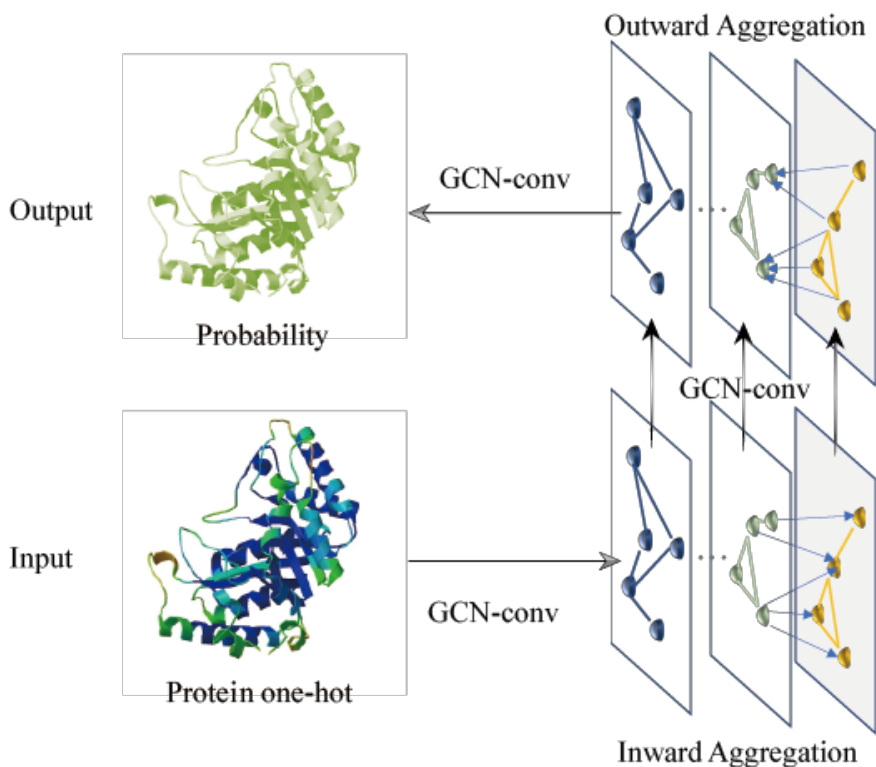 Outward Aggregation
GCN-conv
Output
...
Probability
GCN-conv
Input
...
GCN-conv
Protein one-hot
Inward Aggregation